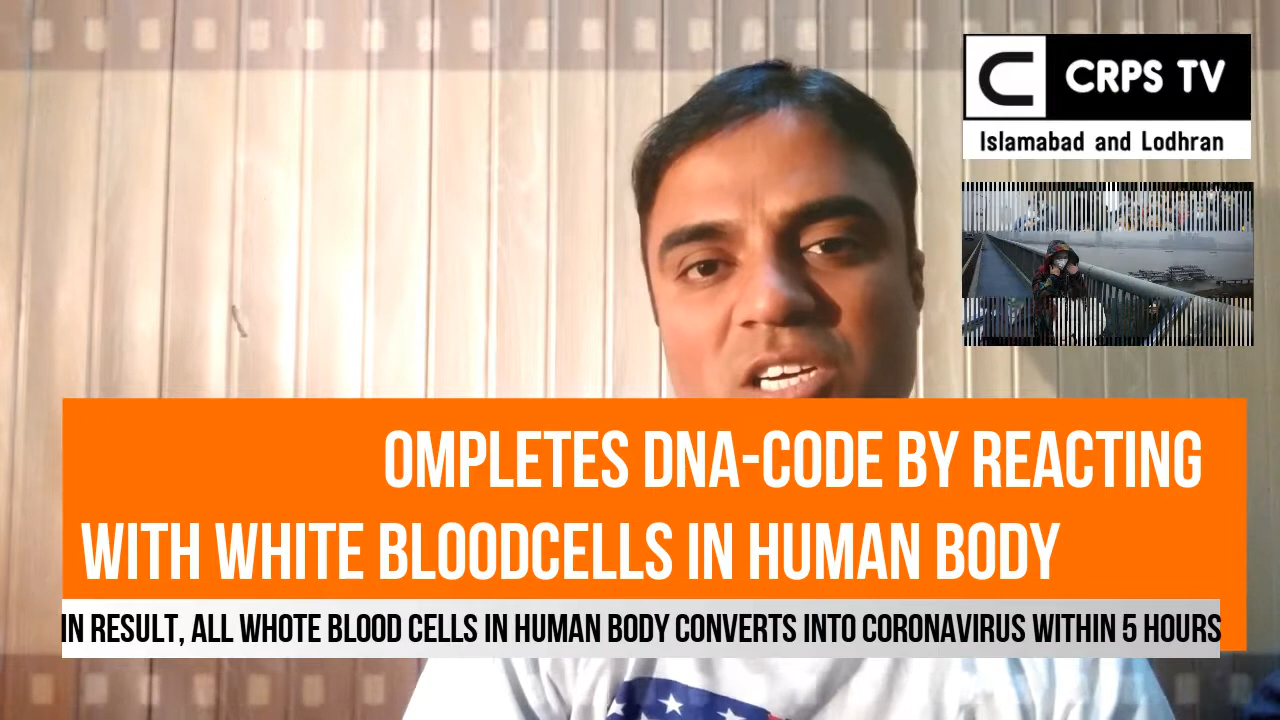 C CRPS TV
Islamabad and Lodhran
OMPLETES DNA-CODE BY REACTING
WITH WHITE BLOODCELLS IN HUMAN BODY
IN RESULT, ALL WHOTE BLOOD CELLS IN HUMAN BODY CONVERTS INTO CORONAVIRUS WITHIN 5 HOURS